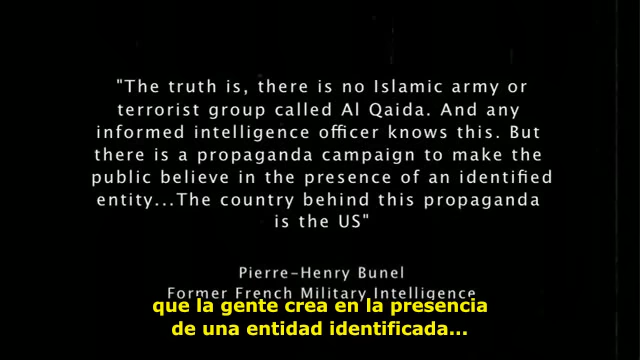 "The truth is, there is no Islamic army or
terrorist group called Al Qaida. And any
informed intelligence officer knows this. But
there is a propaganda campaign to make the
public believe in the presence of an identified
entity...The country behind this propaganda
is the US"
Pierre-Henry Bunel
Former French Military Intelligence
que la gente crea en la presencia
de una entidad identificada...